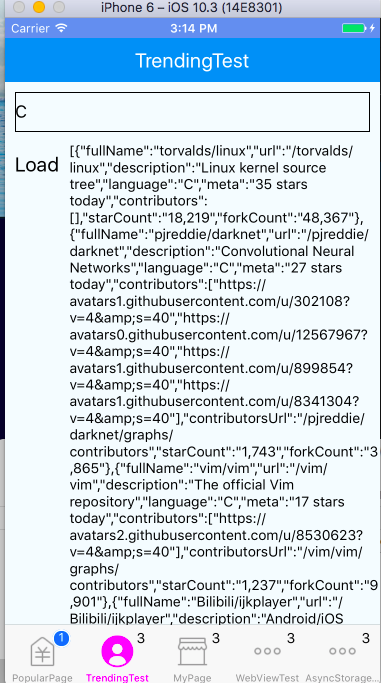 iPhone 6 – iOS 10.3 (14E8301)
Carrier 3:14 PM
TrendingTest
C
Load
[{"fullName":"torvalds/linux","url":"/torvalds/
linux","description":"Linux kernel source
tree","language":"C","meta":"35 stars
today","contributors":
[],"starCount":"18,219","forkCount":"48,367"},
{"fullName":"pjreddie/darknet","url":"/pjreddie/
darknet","description":"Convolutional Neural
Networks","language":"C","meta":"27 stars
today","contributors":["https://
avatars1.githubusercontent.com/u/302108?
v=4&amp;s=40","https://
avatars0.githubusercontent.com/u/12567967?
v=4&amp;s=40","https://
avatars1.githubusercontent.com/u/899854?
v=4&amp;s=40","https://
avatars1.githubusercontent.com/u/8341304?
v=4&amp;s=40"],"contributorsUrl":"/pjreddie/
darknet/graphs/
contributors","starCount":"1,743","forkCount":"3
,865"},{"fullName":"vim/vim","url":"/vim/
vim","description":"The official Vim
repository","language":"C","meta":"17 stars
today","contributors":["https://
avatars2.githubusercontent.com/u/8530623?
v=4&amp;s=40"],"contributorsUrl":"/vim/vim/
graphs/
contributors","starCount":"1,237","forkCount":"9
,901"},{"fullName":"Bilibili/ijkplayer","url":"/
Bilibili/ijkplayer","description":"Android/iOS
1 3 3 3 3
PopularPage TrendingTest MyPage WebViewTest AsyncStorage...